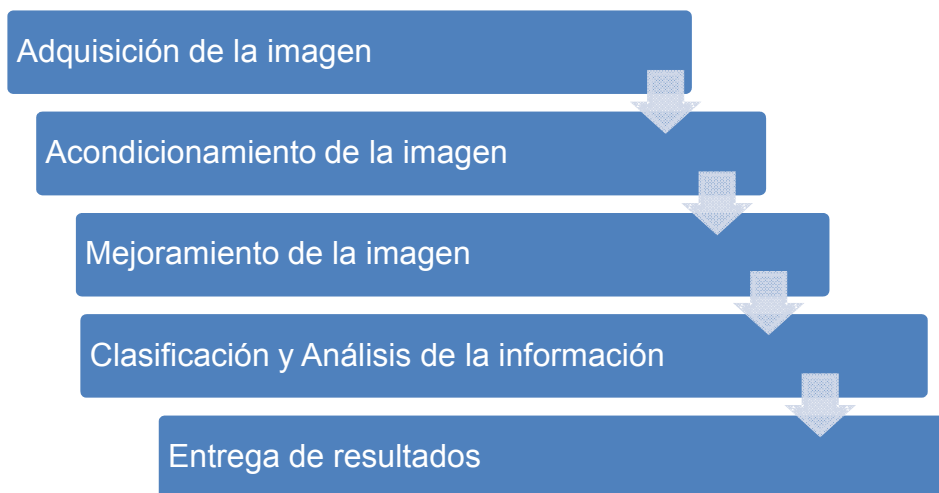 Adquisición de la imagen
Acondicionamiento de la imagen
Mejoramiento de la imagen
Clasificación y Análisis de la información
Entrega de resultados